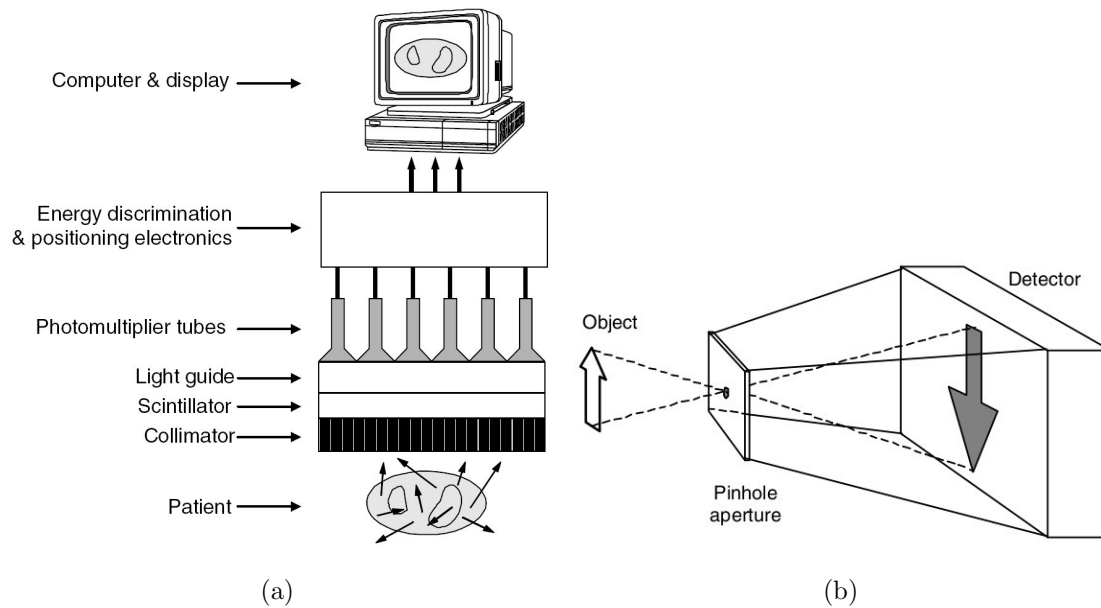 Computer & display
Energy discrimination
& positioning electronics
Photomultiplier tubes
Light guide
Scintillator
Collimator
Patient
(a)
Object
Detector
Pinhole
aperture
(b)